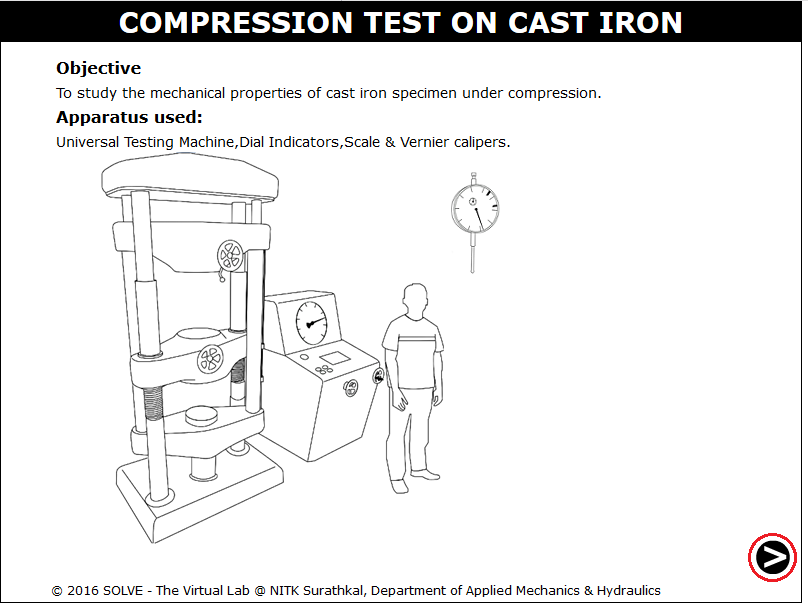 COMPRESSION TEST ON CAST IRON
Objective
To study the mechanical properties of cast iron specimen under compression.
Apparatus used:
Universal Testing Machine,Dial Indicators,Scale & Vernier calipers.
© 2016 SOLVE - The Virtual Lab @ NITK Surathkal, Department of Applied Mechanics & Hydraulics